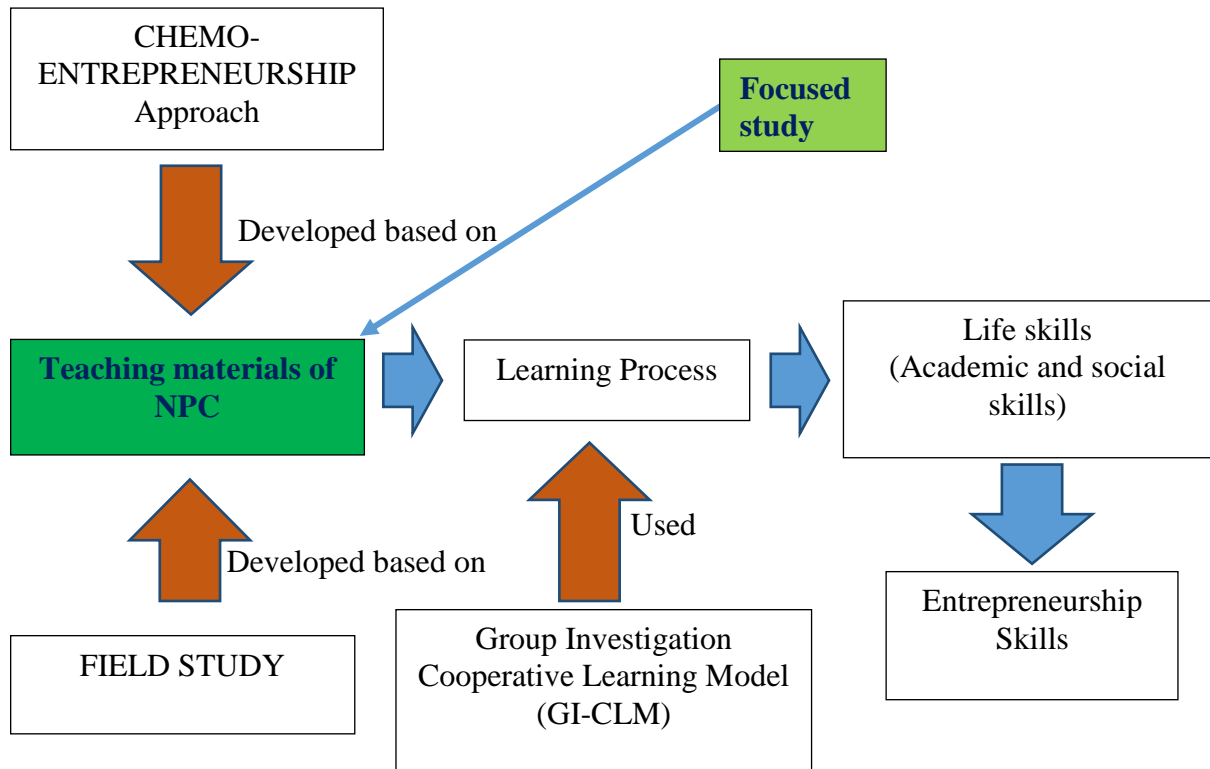 CHEMO-
ENTREPRENEURSHIP
Approach
Focused
study
Developed based on
Teaching materials of
NPC
Learning Process
Life skills
(Academic and social
skills)
Used
Developed based on
FIELD STUDY
Group Investigation
Cooperative Learning Model
(GI-CLM)
Entrepreneurship
Skills